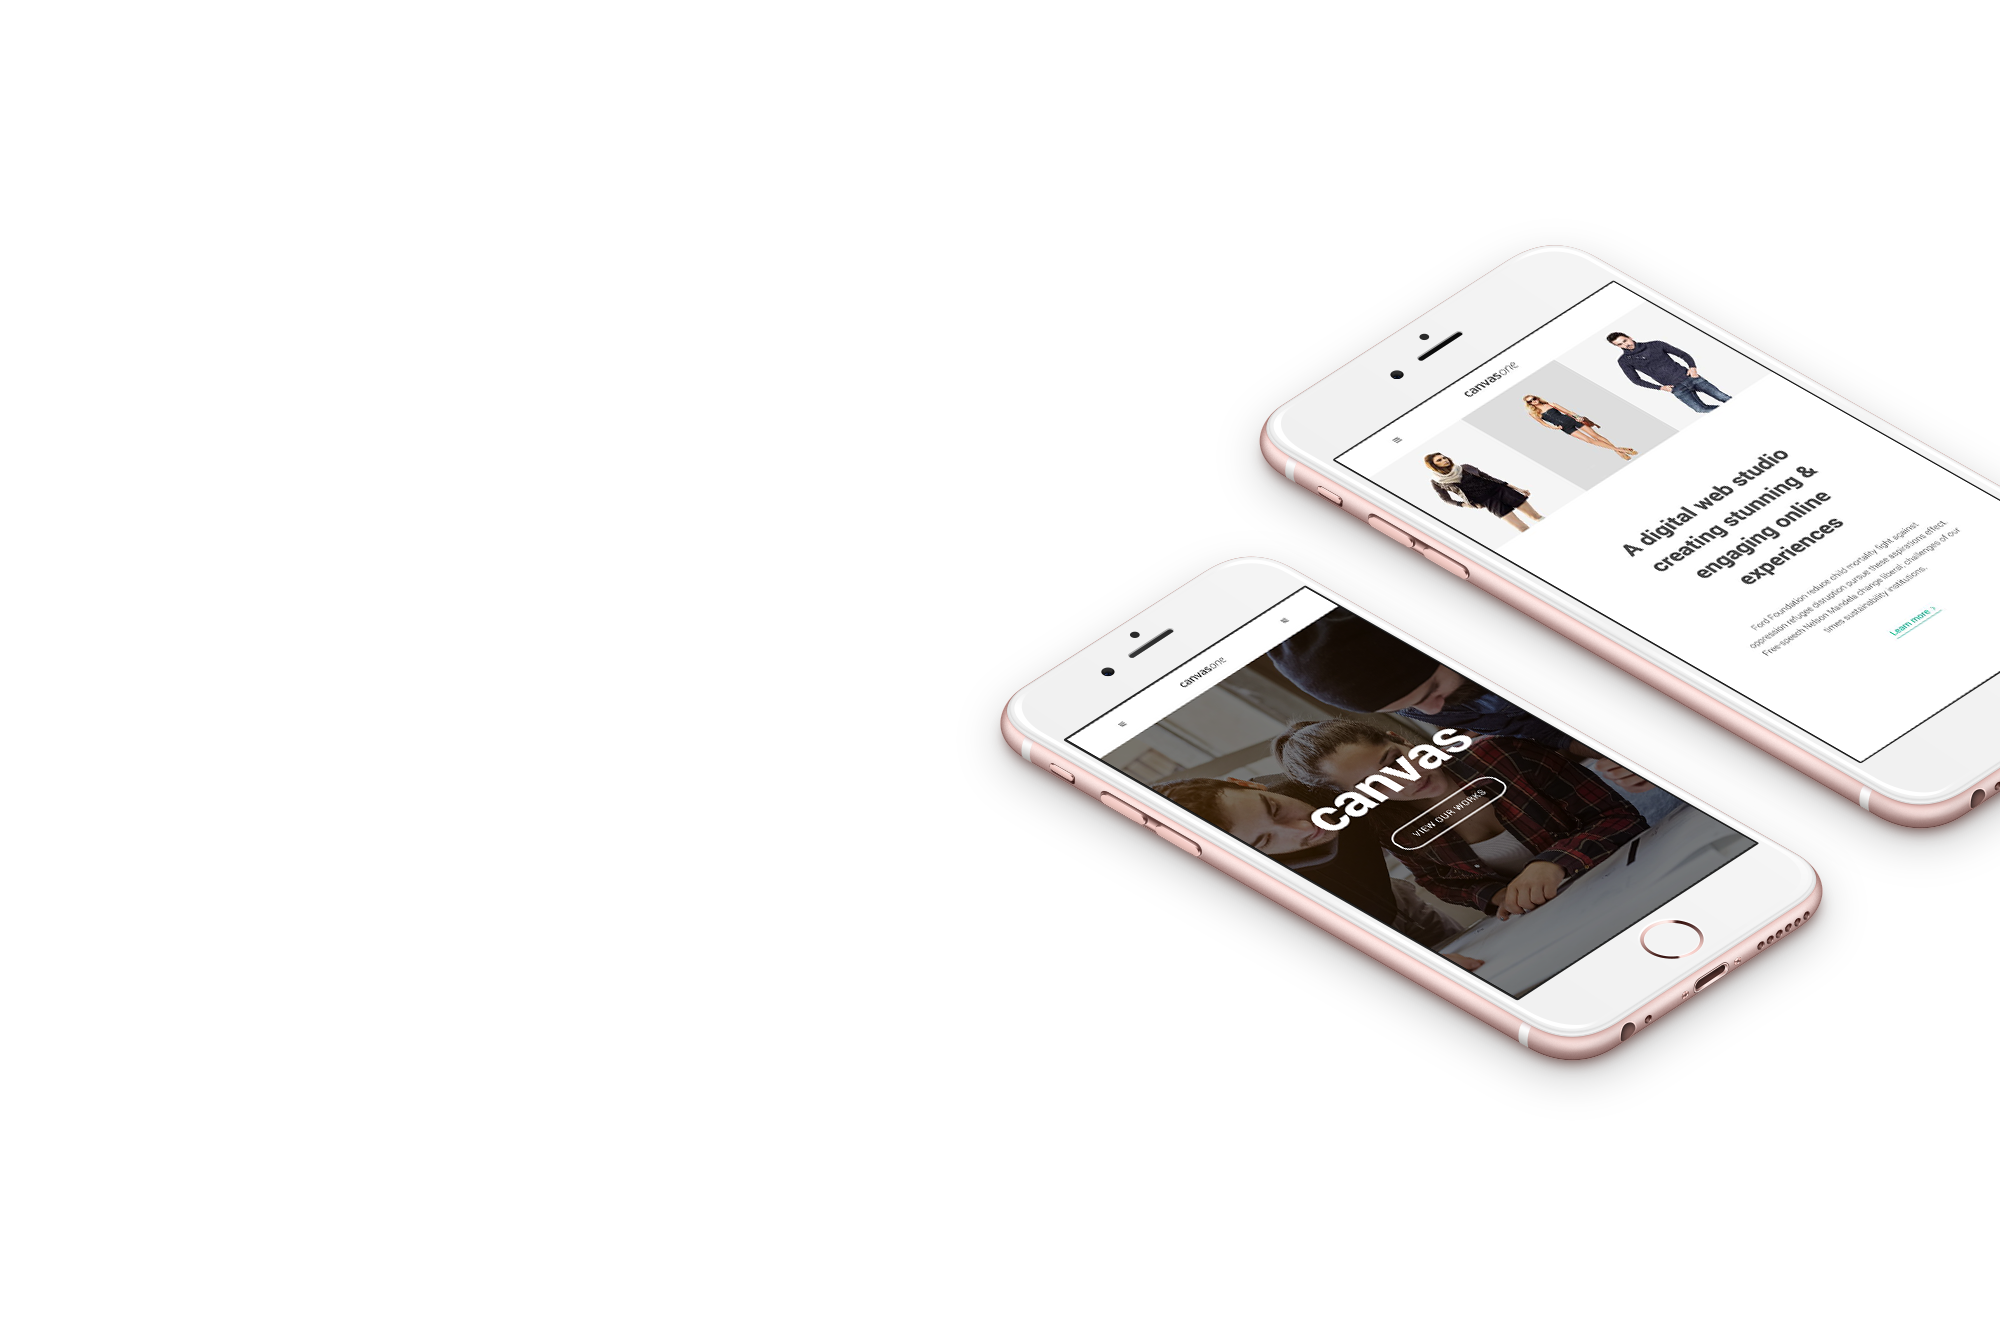 canvasone
A digital web studio
creating stunning &
engaging online
experiences
Ford Foundation reduce child mortality fight against
oppression refugee disruption pursue these aspirations effect.
Free-speech Nelson Mandela change liberal; challenges of our
times sustainability institutions.
Learn more >
canvasone
canvas
VIEW OUR WORKS